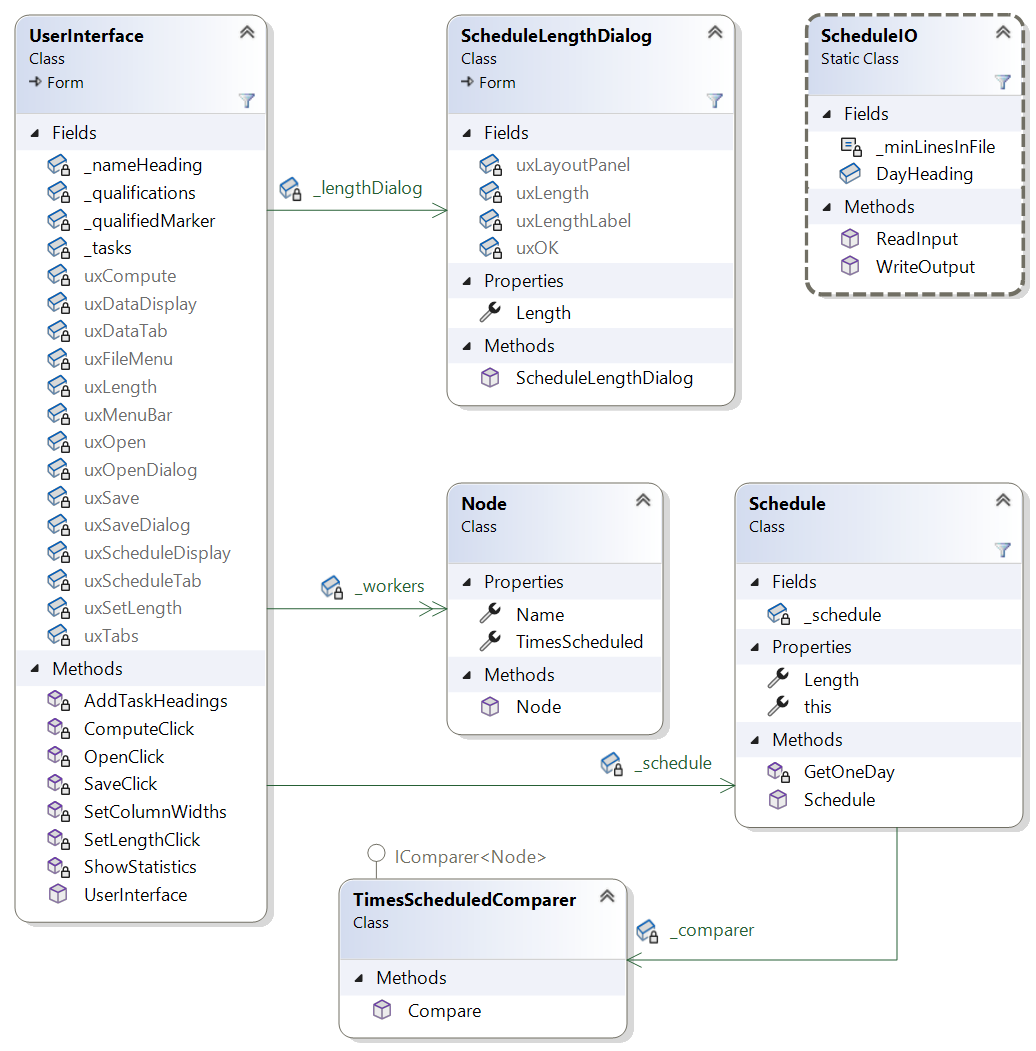 UserInterface
Class
Form
Fields
_nameHeading
_qualifications
_qualifiedMarker
_tasks
uxCompute
uxDataDisplay
uxDataTab
uxFileMenu
uxLength
uxMenuBar
uxOpen
uxOpenDialog
uxSave
uxSaveDialog
uxScheduleDisplay
uxScheduleTab
uxSetLength
uxTabs
Methods
AddTaskHeadings
ComputeClick
OpenClick
SaveClick
SetColumnWidths
SetLengthClick
ShowStatistics
UserInterface
_lengthDialog
ScheduleLengthDialog
Class
Form
Fields
uxLayoutPanel
uxLength
uxLengthLabel
uxOK
Properties
Length
Methods
ScheduleLengthDialog
ScheduleIO
Static Class
Fields
_minLinesInFile
DayHeading
Methods
ReadInput
WriteOutput
_workers
Node
Class
Properties
Name
TimesScheduled
Methods
Node
_schedule
Schedule
Class
Fields
_schedule
Properties
Length
this
Methods
GetOneDay
Schedule
IComparer<Node>
TimesScheduledComparer
Class
Methods
Compare
_comparer